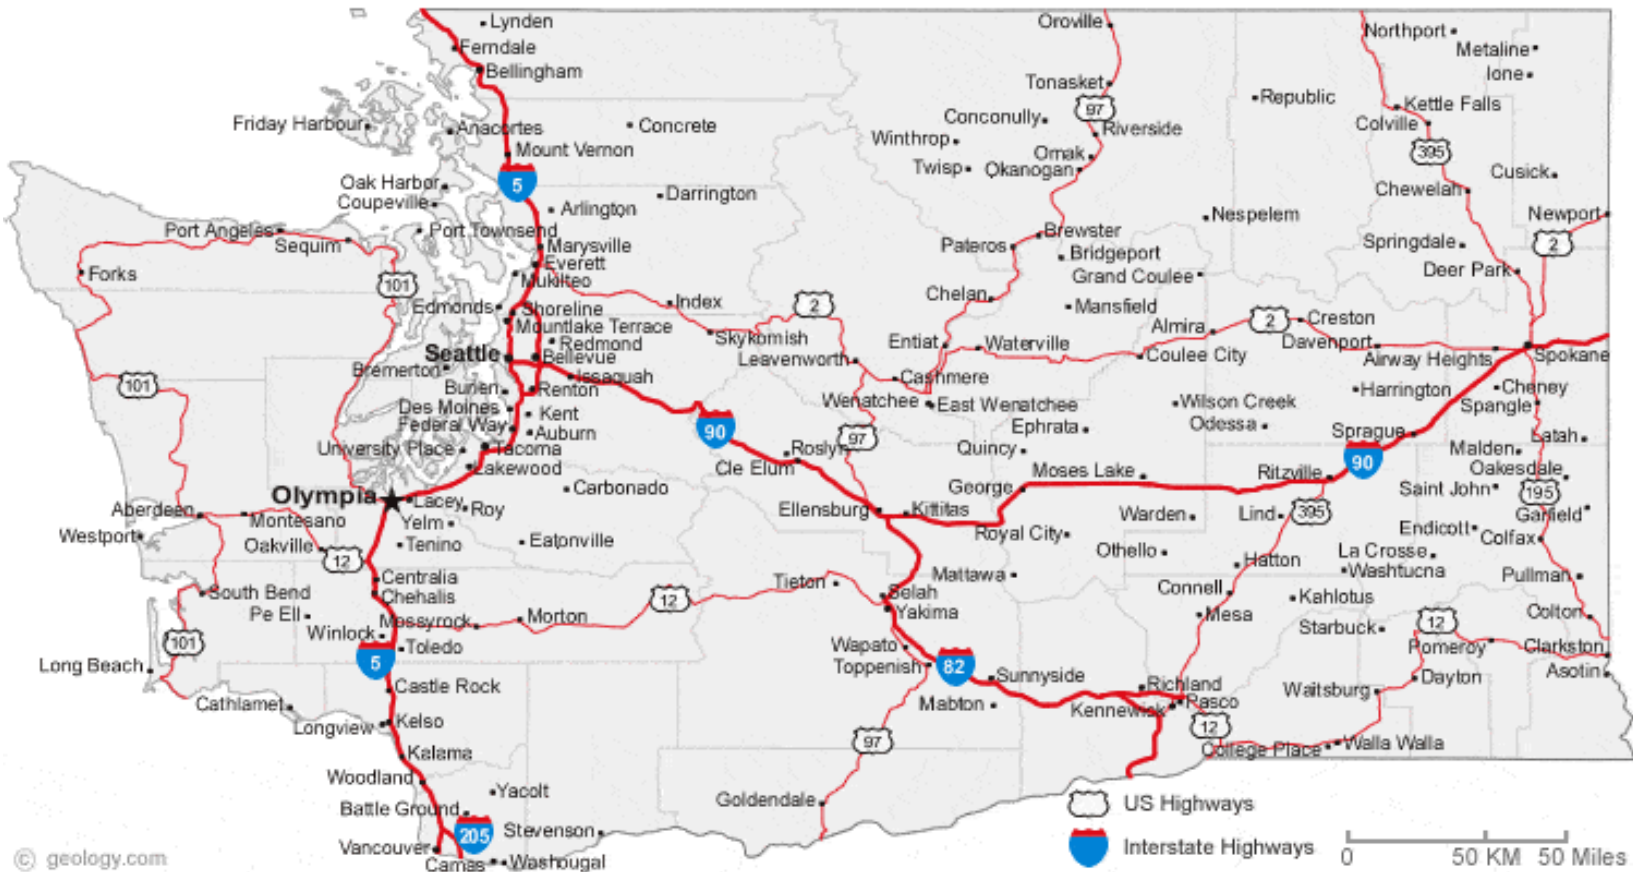 Lynden
Oroville
Northport
Ferndale
Metaline
Bellingham
Ione
Tonasket
Republic
Kettle Falls
97
Conconully
Colville
Friday Harbour
Anacortes
Concrete
Riverside
Winthrop
Mount Vernon
Omak
395
Twisp
Okanogan
Cusick
Oak Harbor
5
Chewelah
Coupeville
Darrington
Arlington
Nespelem
Newport
Port Angeles
Port Townsend
Brewster
Sequim
Marysville
Pateros
Springdale
2
Bridgeport
Everett
Forks
Mukilteo
Grand Coulee
Deer Park
101
Chelan
Edmonds
Index
2
Mansfield
Shoreline
Creston
Mountlake Terrace
Almira
2
Skykomish
Redmond
Entiat
Waterville
Davenport
Seattle
Bellevue
Leavenworth
Coulee City
Airway Heights
Spokane
Bremerton
Issaquah
Cashmere
101
Burien
Renton
Harrington
Cheney
Wenatchee
East Wenatchee
Wilson Creek
Spangle
Des Moines
Kent
Federal Way
Auburn
90
Ephrata
Odessa
Sprague
97
Latah
University Place
Tacoma
Roslyn
Quincy
Malden
Lakewood
Cle Elum
Moses Lake
Ritzville
90
Oakesdale
Olympia
Carbonado
George
Saint John
195
Lacey
Roy
Aberdeen
Ellensburg
Kittitas
Warden
Lind
395
Garfield
Montesano
Yelm
Westport
Royal City
Endicott
Colfax
Oakville
Tenino
Eatonville
12
Othello
La Crosse
Hatton
Washtucna
Centralia
Tieton
Mattawa
Pullman
South Bend
Chehalis
Selah
Connell
12
Kahlotus
Pe Ell
Mossyrock
Morton
Yakima
Mesa
Colton
Winlock
Starbuck
12
101
Toledo
Wapato
Pomeroy
Clarkston
Long Beach
5
Toppenish
82
Asotin
Sunnyside
Dayton
Castle Rock
Richland
Waitsburg
Cathlamet
Mabton
Kennewick
Pasco
Longview
Kelso
12
97
College Place
Walla Walla
Kalama
Woodland
Yacolt
Goldendale
US Highways
Battle Ground
205
Stevenson
Vancouver
Interstate Highways
Camas
Washougal
0
50 KM
50 Miles
© geology.com